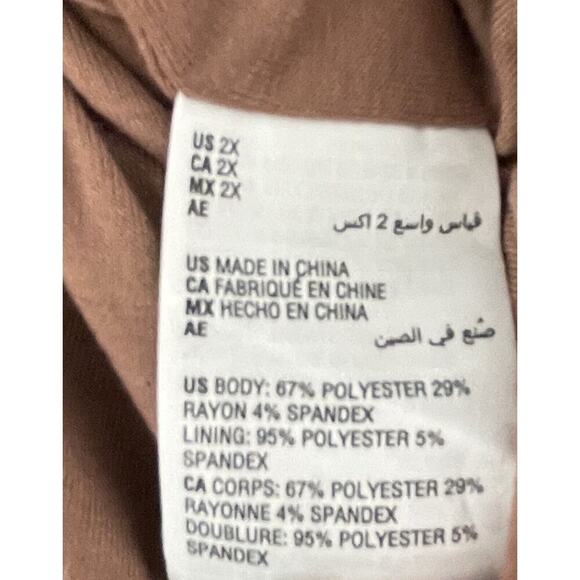 US 2X
CA 2X
MX 2X
AE قياس واسع 2 اكس
US MADE IN CHINA
CA FABRIQUÉ EN CHINE
MX HECHO EN CHINA
AE صُنع في الصين
US BODY: 67% POLYESTER 29%
RAYON 4% SPANDEX
LINING: 95% POLYESTER 5%
SPANDEX
CA CORPS: 67% POLYESTER 29%
RAYONNE 4% SPANDEX
DOUBLURE: 95% POLYESTER 5%
SPANDEX